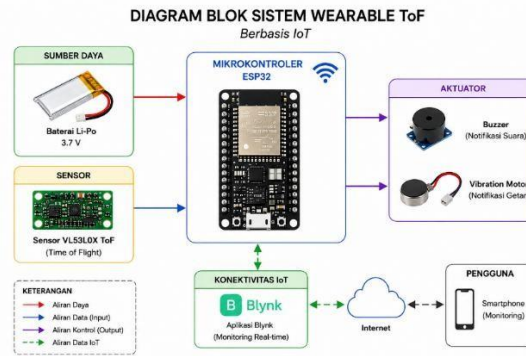 DIAGRAM BLOK SISTEM WEARABLE ToF
Berbasis IoT
SUMBER DAYA
Baterai Li-Po
3.7 V
SENSOR
Sensor VL53L0X ToF
(Time of Flight)
MIKROKONTROLER
ESP32
AKTUATOR
Buzzer
(Notifikasi Suara)
Vibration Motor
(Notifikasi Getar
KETERANGAN
Aliran Daya
Aliran Data (Input)
Aliran Kontrol (Output)
Aliran Data IoT
KONEKTIVITAS IoT
B Blynk
Aplikasi Blynk
(Monitoring Real-time)
Internet
PENGGUNA
Smartphone
(Monitoring)